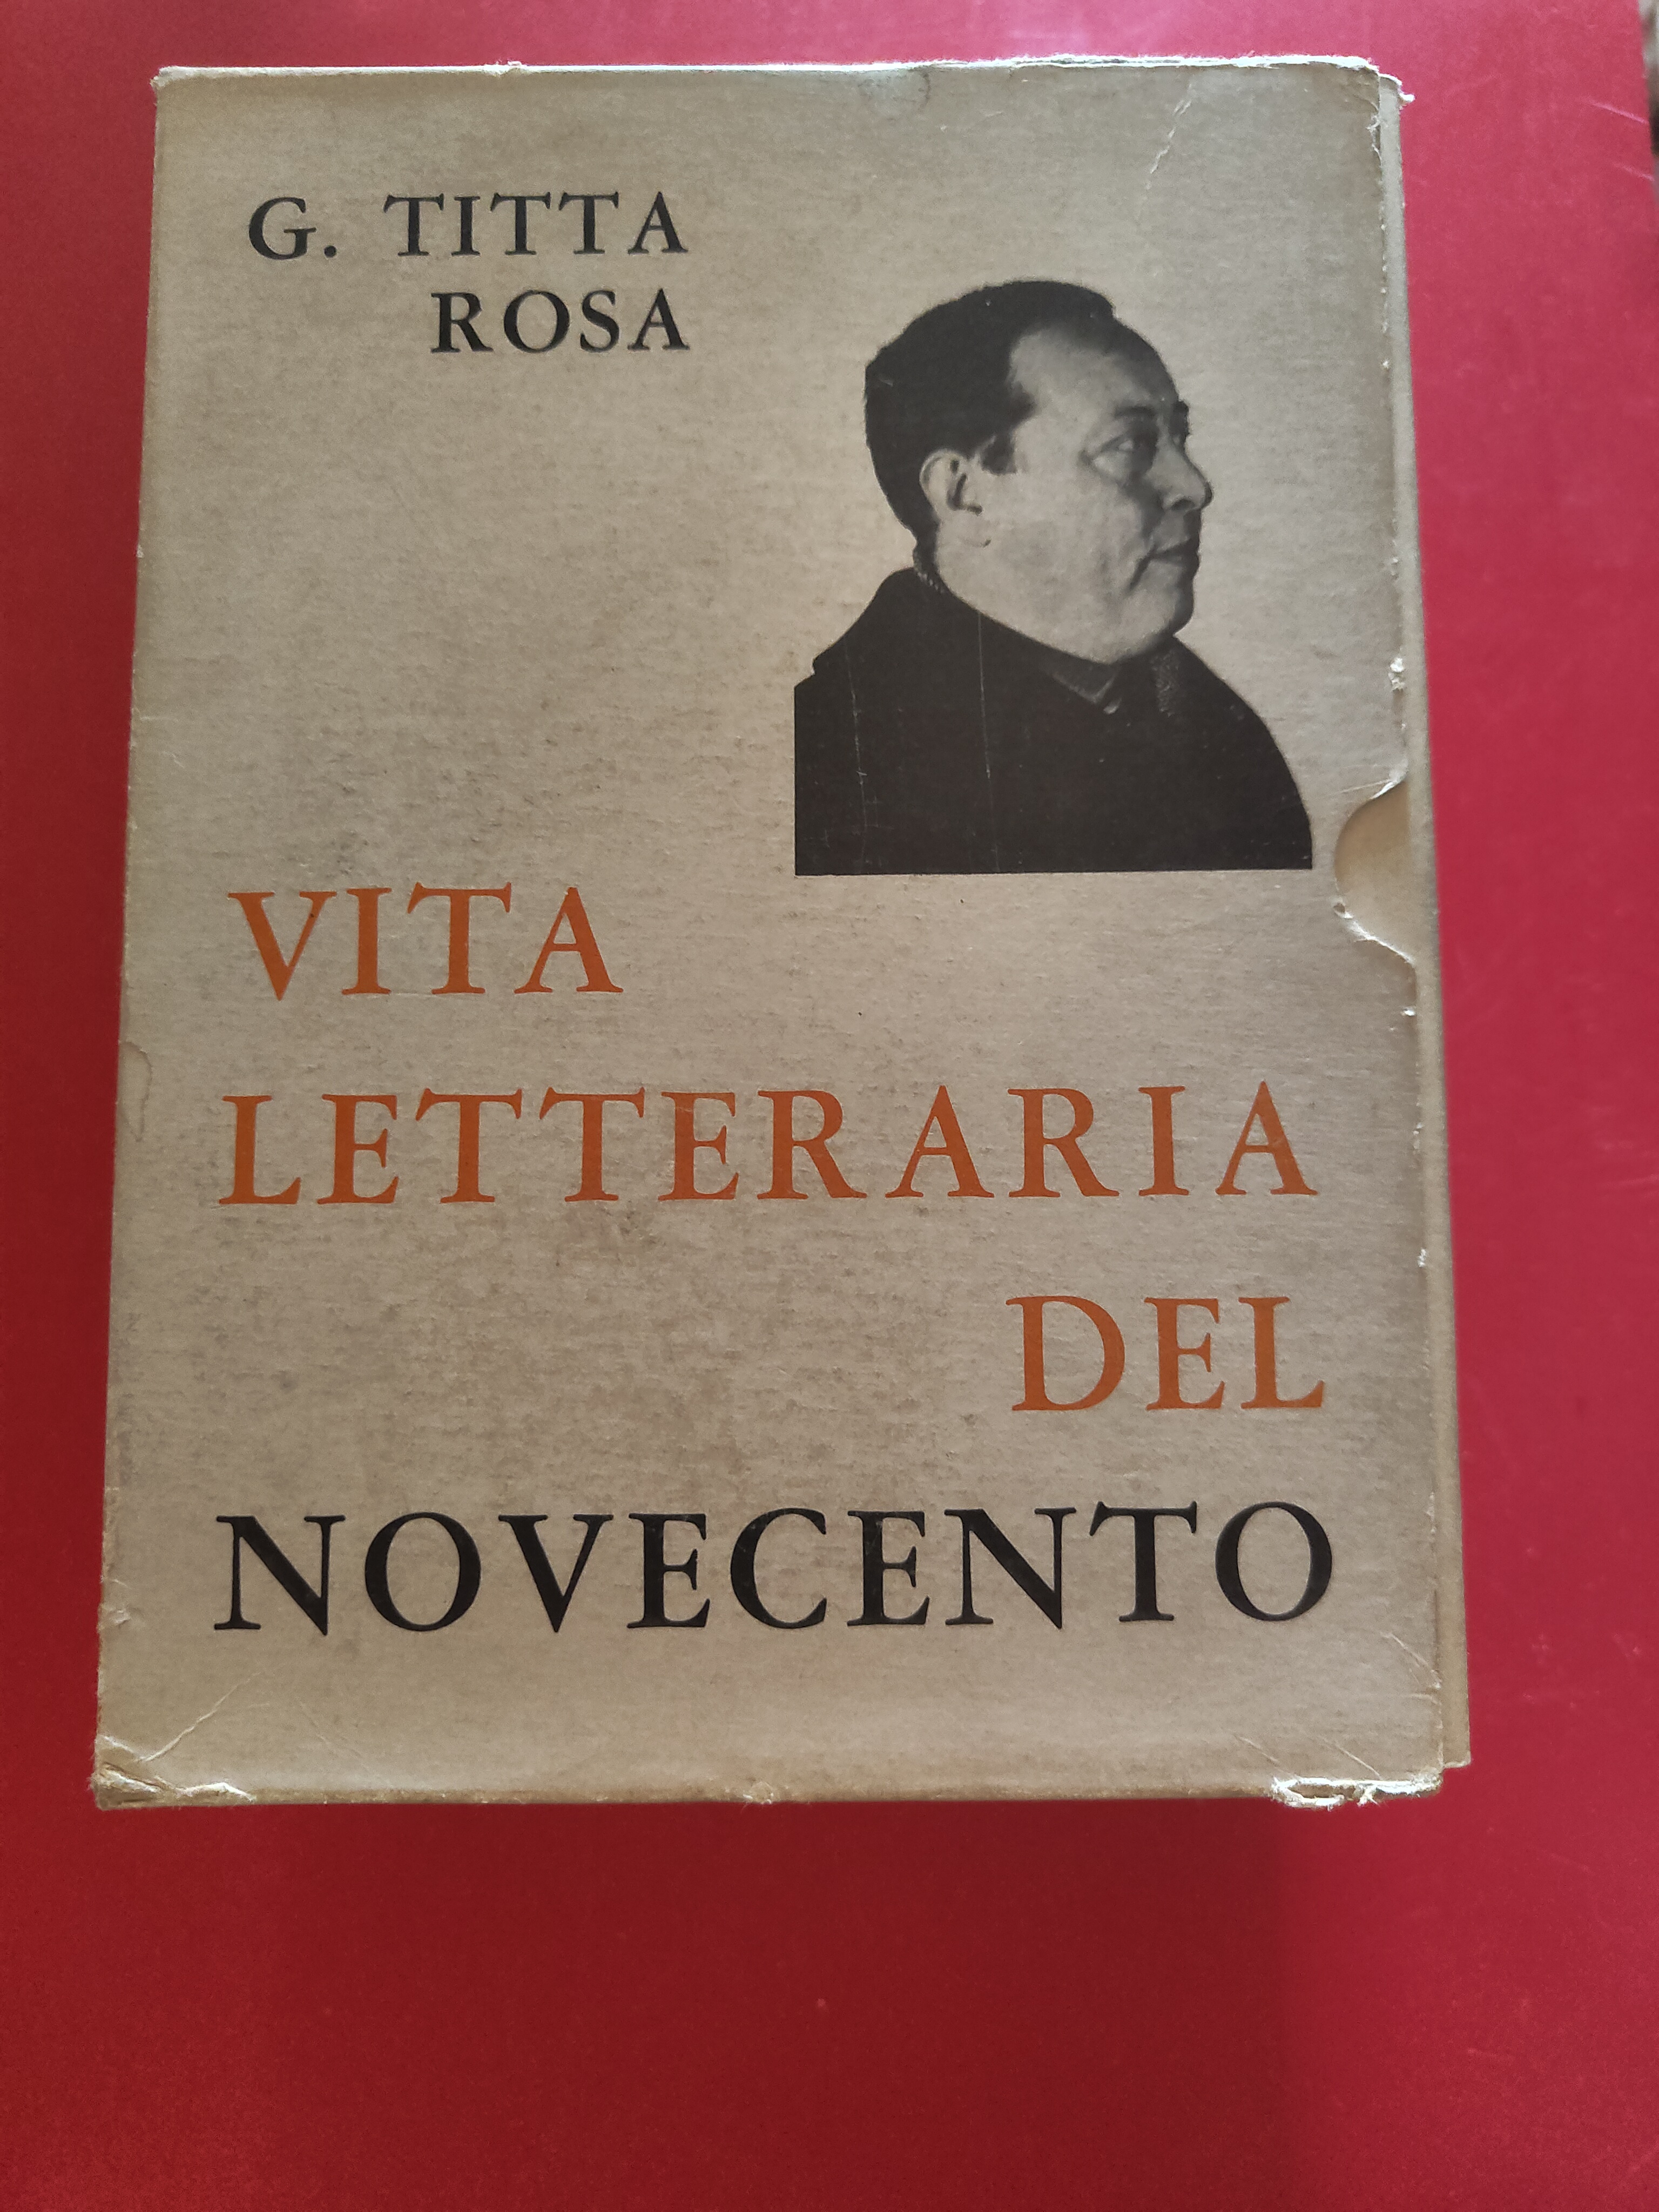 G. TITTA
ROSA
VITA
LETTERARIA
DEL
NOVECENTO